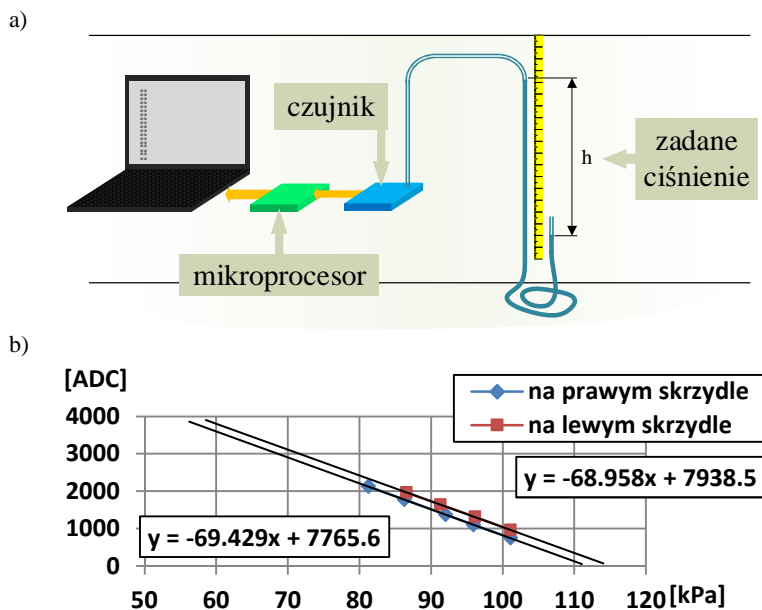 a)
czujnik
h
zadane
ciśnienie
mikroprocesor
b)
[ADC]
na prawym skrzydle
na lewym skrzydle
4000
3000
2000
1000
0
y = -68.958x + 7938.5
y = -69.429x + 7765.6
50 60 70 80 90 100 110 120 [kPa]